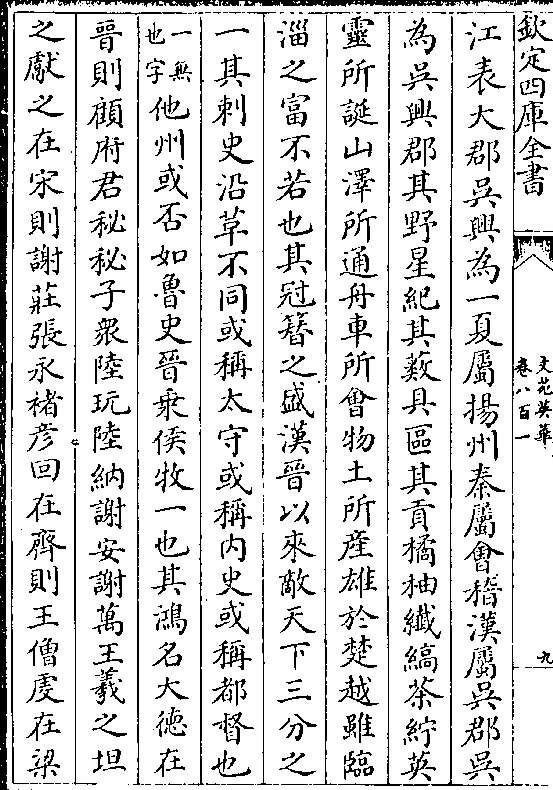 欽定四庫全書
文苑英華
卷八百一
九
江表大郡吳興為一夏屬揚州秦屬會稽漢屬吳郡吳
為吳興郡其野星紀其藪具區其貢橘柚纖縞茶紵英
靈所誕山澤所通舟車所會物土所産雄於楚越雖臨
淄之富不若也其冠簪之盛漢晉以來敵天下三分之
一其刺史沿革不同或稱太守或稱内史或稱都督也
一無也字他州或否如魯史晉乘侯牧一也其鴻名大德在
晉則顧府君秘秘子衆陸玩陸納謝安謝萬王羲之坦
之獻之在宋則謝莊張永禇彦回在齊則王僧虔在梁